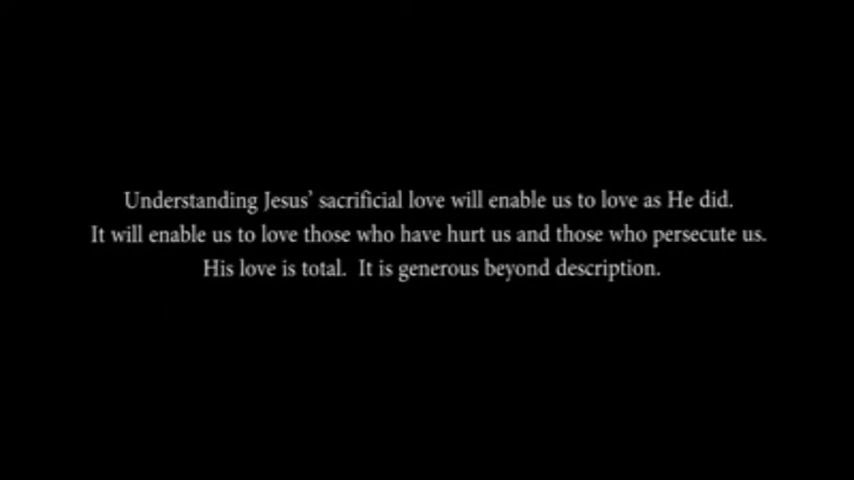 Understanding Jesus’ sacrificial love will enable us to love as He did.
It will enable us to love those who have hurt us and those who persecute us.
His love is total.  It is generous beyond description.